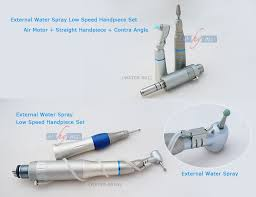 External Water Spray Low Speed Handpiece Set
Air Motor + Straight Handpiece + Contra Angle
External Water
Spray
Low Speed Handpiece Set
External Water Spray